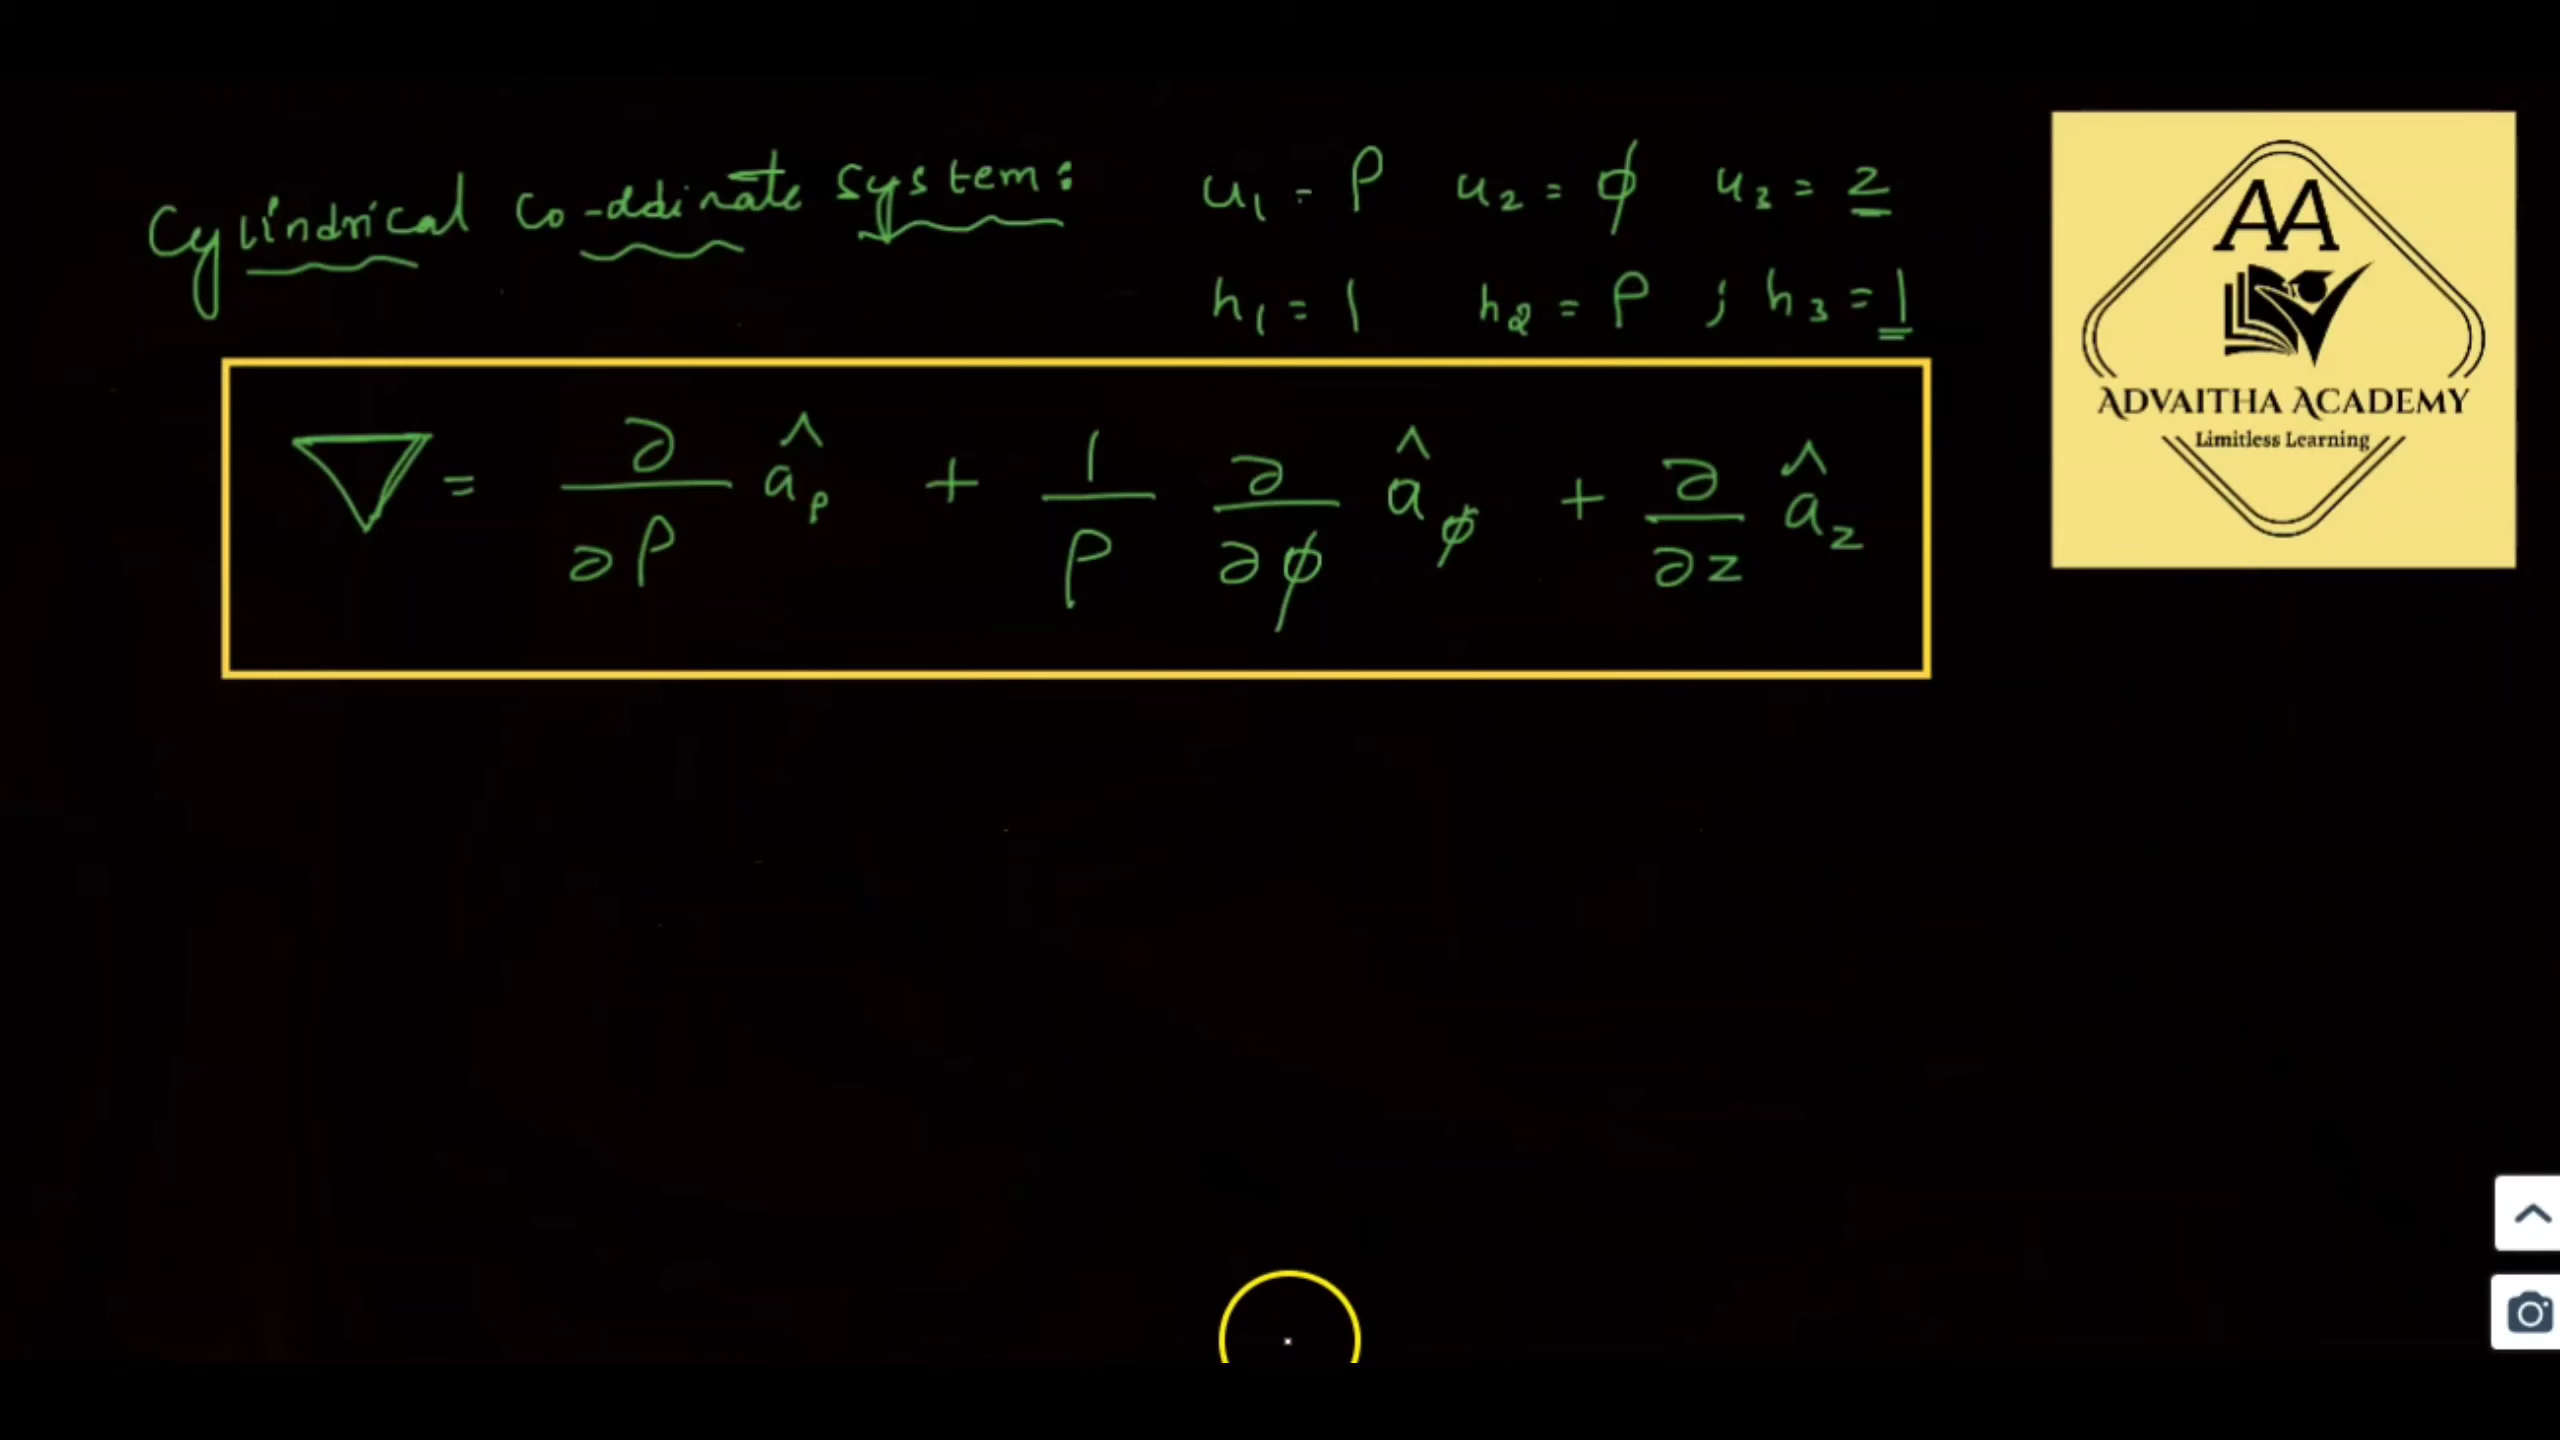 Cylindrical Co-ddinate system: u₁ = ρ u₂ = ϕ u₃ = z
h₁ = 1 h₂ = ρ ; h₃ = 1
∇ = ∂/∂ρ âρ + 1/ρ ∂/∂ϕ âϕ + ∂/∂z âz
AA
ADVAITHA ACADEMY
Limitless Learning